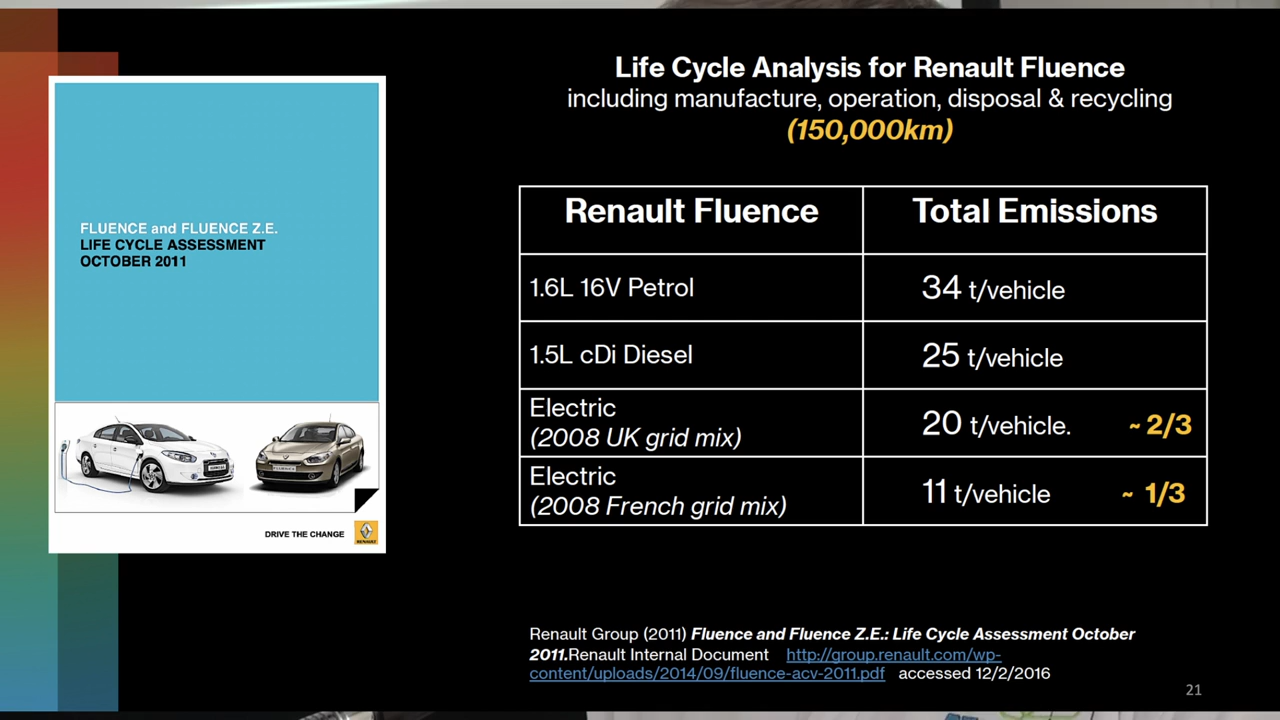 Life Cycle Analysis for Renault Fluence
including manufacture, operation, disposal & recycling
(150,000km)
FLUENCE and FLUENCE Z.E.
LIFE CYCLE ASSESSMENT
OCTOBER 2011
DRIVE THE CHANGE
RENAULT
Renault Fluence Total Emissions
1.6L 16V Petrol 34 t/vehicle
1.5L cDi Diesel 25 t/vehicle
Electric
(2008 UK grid mix) 20 t/vehicle. ~ 2/3
Electric
(2008 French grid mix) 11 t/vehicle ~ 1/3
Renault Group (2011) Fluence and Fluence Z.E.: Life Cycle Assessment October
2011.Renault Internal Document http://group.renault.com/wp-
content/uploads/2014/09/fluence-acv-2011.pdf accessed 12/2/2016
21